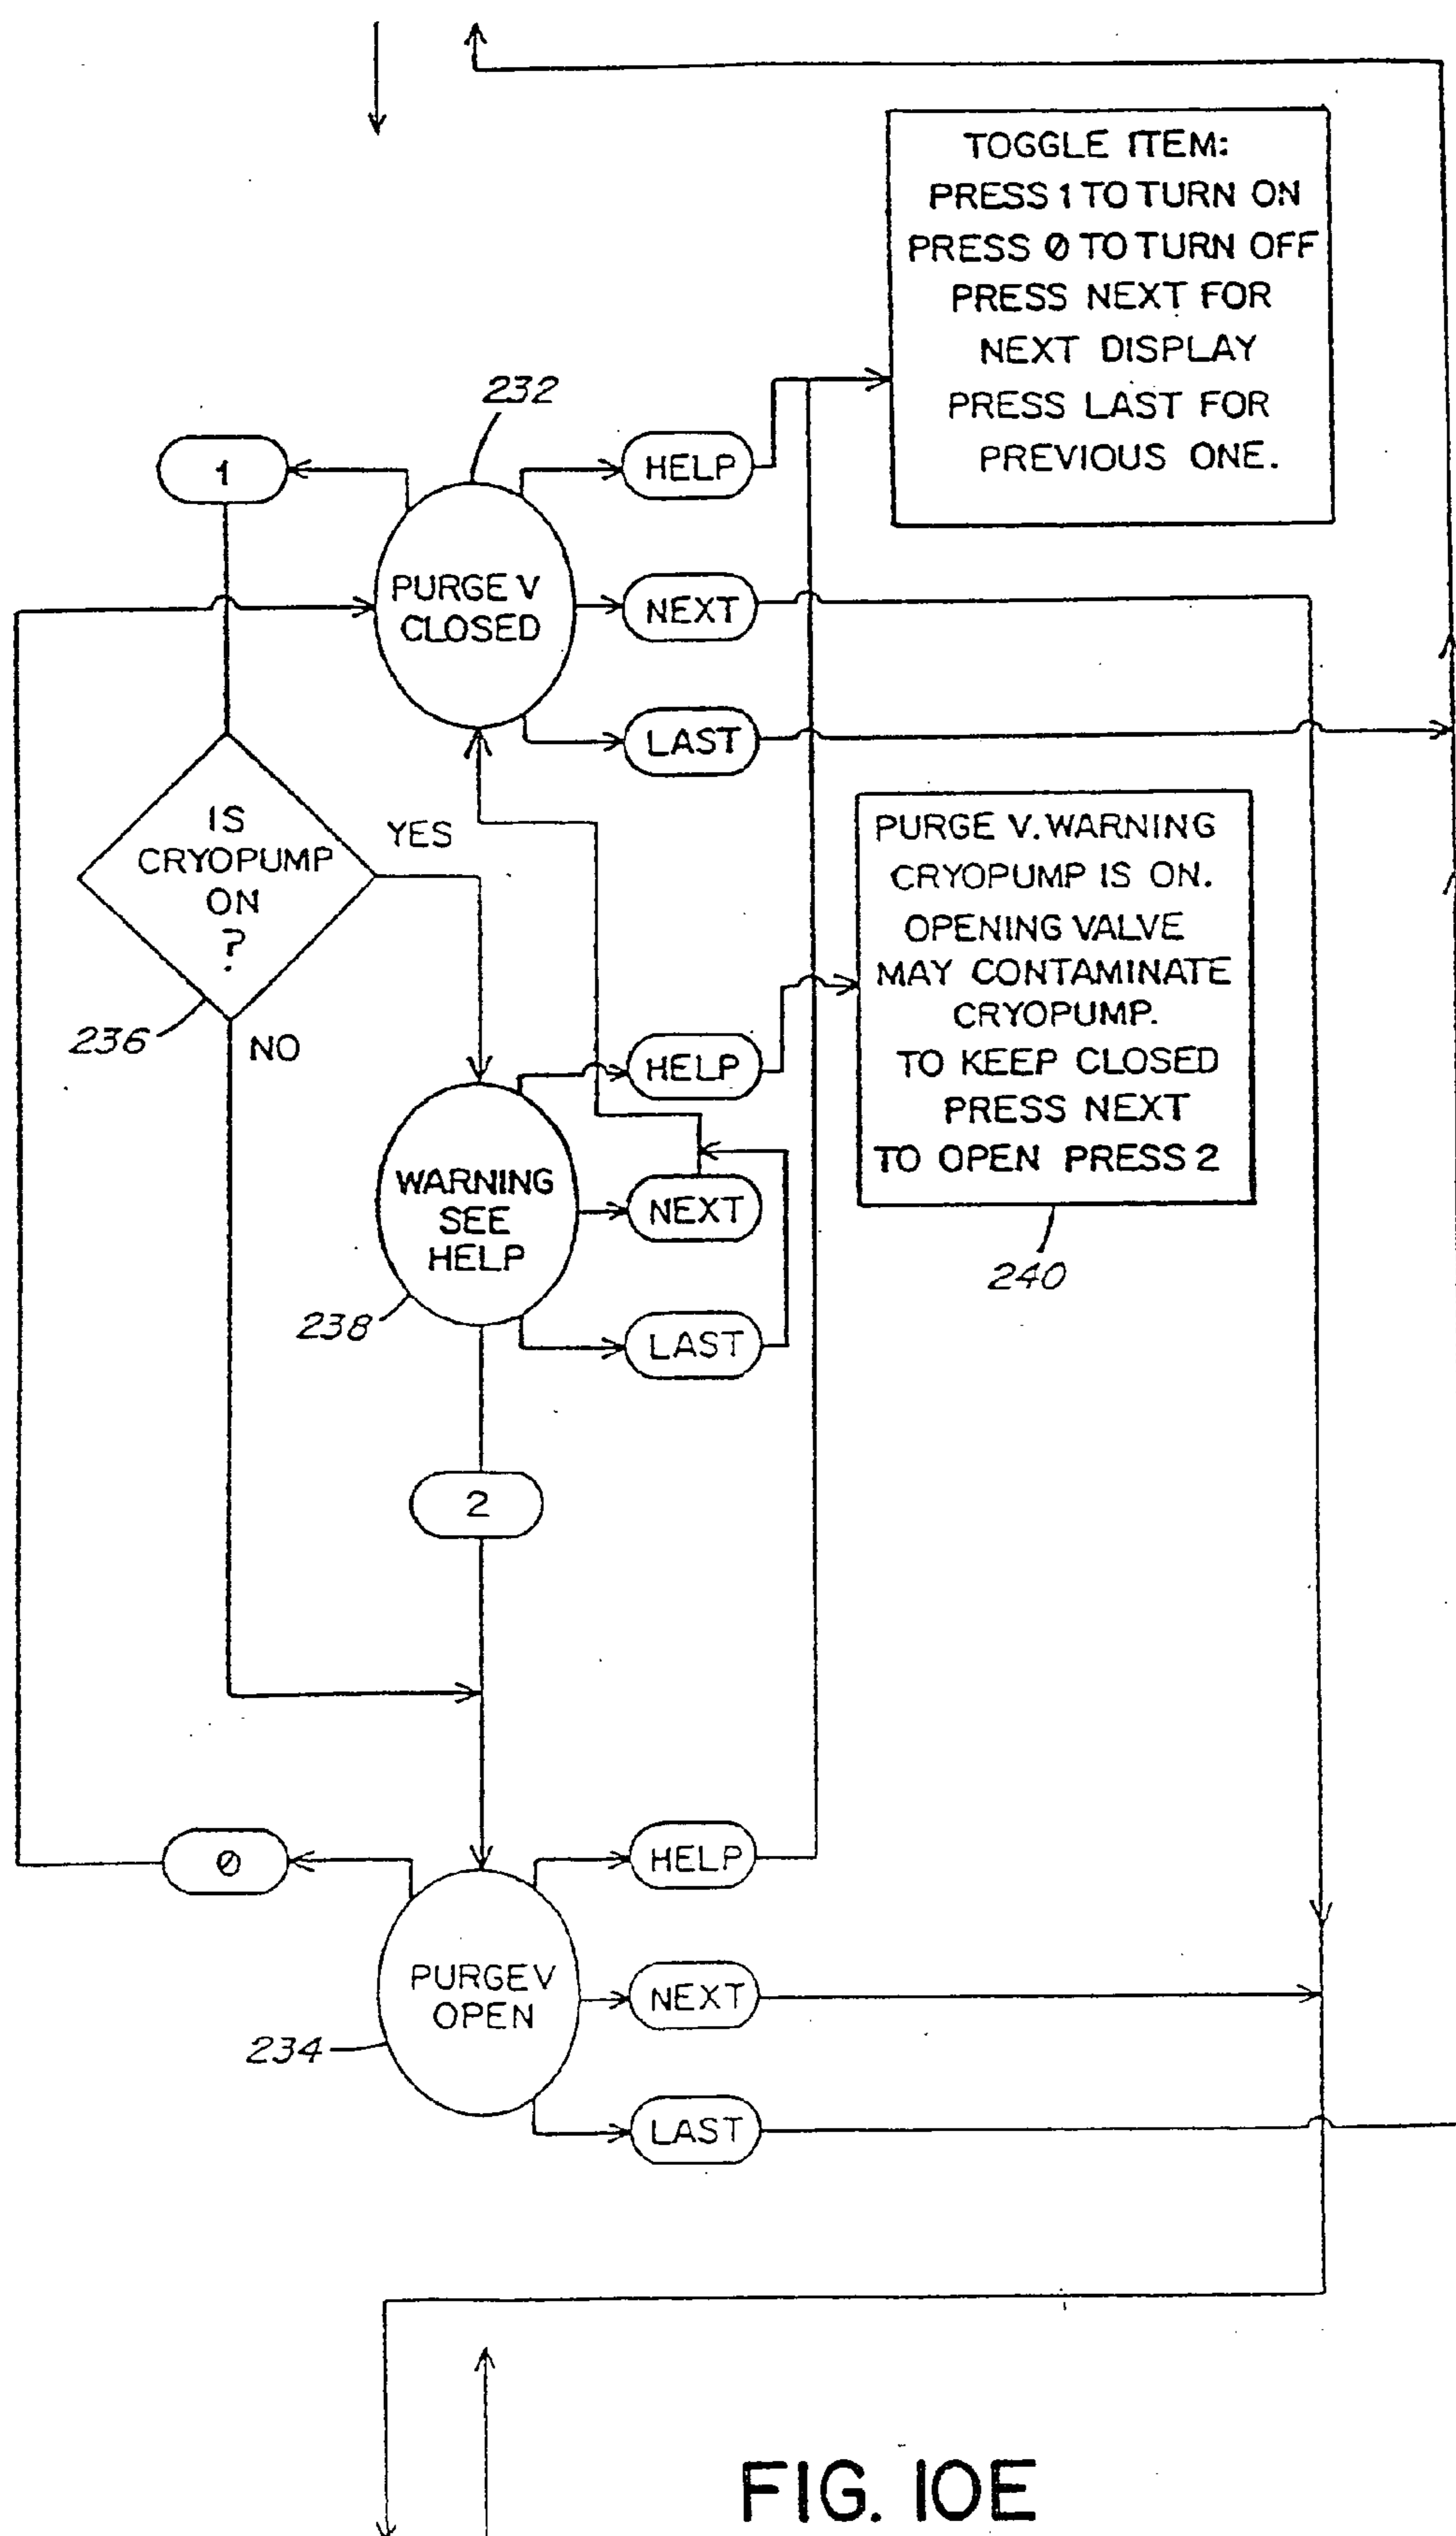 TOGGLE ITEM:
PRESS 1 TO TURN ON
PRESS 0 TO TURN OFF
PRESS NEXT FOR
NEXT DISPLAY
PRESS LAST FOR
PREVIOUS ONE.
232
1
HELP
PURGE V
CLOSED
NEXT
LAST
IS
CRYOPUMP
ON
?
YES
236
NO
PURGE V. WARNING
CRYOPUMP IS ON.
OPENING VALVE
MAY CONTAMINATE
CRYOPUMP.
TO KEEP CLOSED
PRESS NEXT
TO OPEN PRESS 2
240
HELP
WARNING
SEE
HELP
NEXT
238
LAST
2
0
HELP
PURGE V
OPEN
NEXT
234
LAST
FIG. 10E